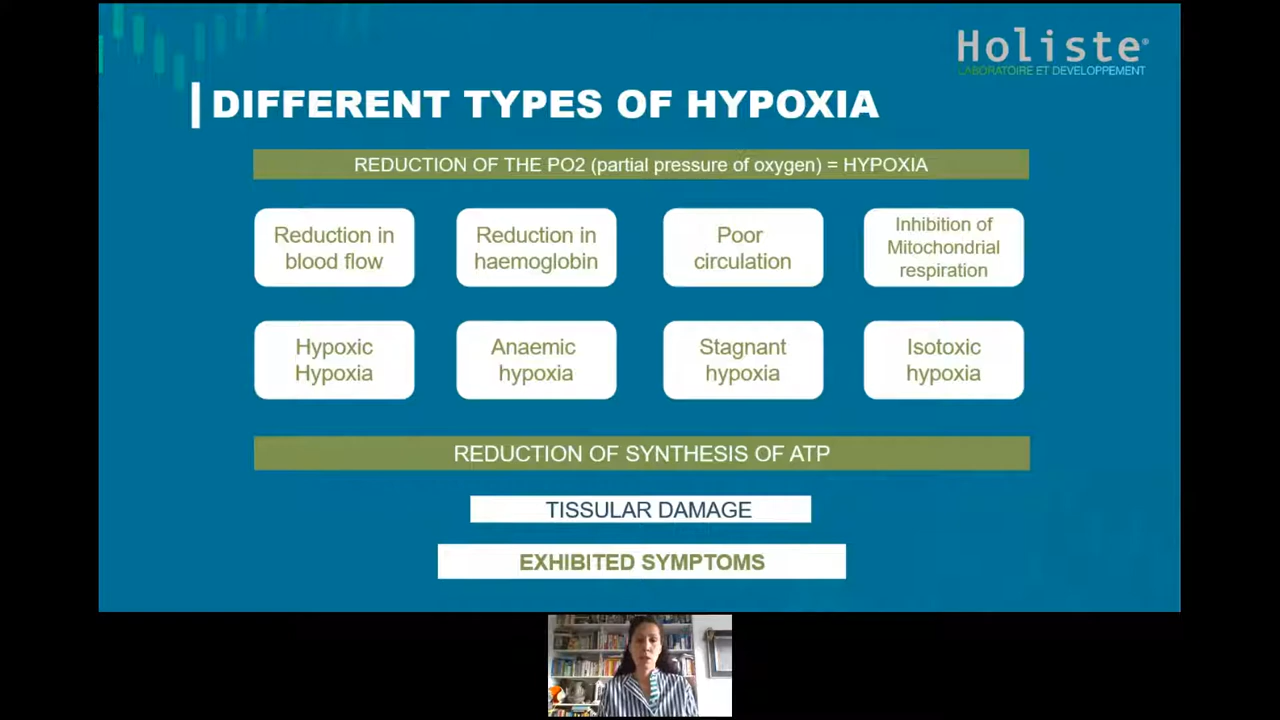 Holiste®
LABORATOIRE ET DEVELOPPEMENT
DIFFERENT TYPES OF HYPOXIA
REDUCTION OF THE PO2 (partial pressure of oxygen) = HYPOXIA
Reduction in
blood flow
Reduction in
haemoglobin
Poor
circulation
Inhibition of
Mitochondrial
respiration
Hypoxic
Hypoxia
Anaemic
hypoxia
Stagnant
hypoxia
Isotoxic
hypoxia
REDUCTION OF SYNTHESIS OF ATP
TISSULAR DAMAGE
EXHIBITED SYMPTOMS